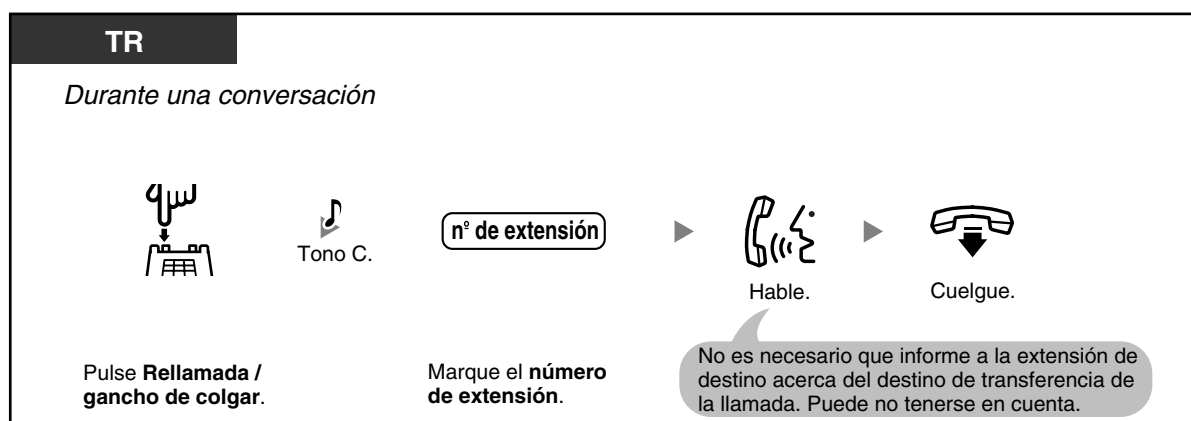 TR
Durante una conversación
Tono C.
nº de extensión
Hable.
Cuelgue.
Pulse Rellamada /
gancho de colgar.
Marque el número
de extensión.
No es necesario que informe a la extensión de
destino acerca del destino de transferencia de
la llamada. Puede no tenerse en cuenta.